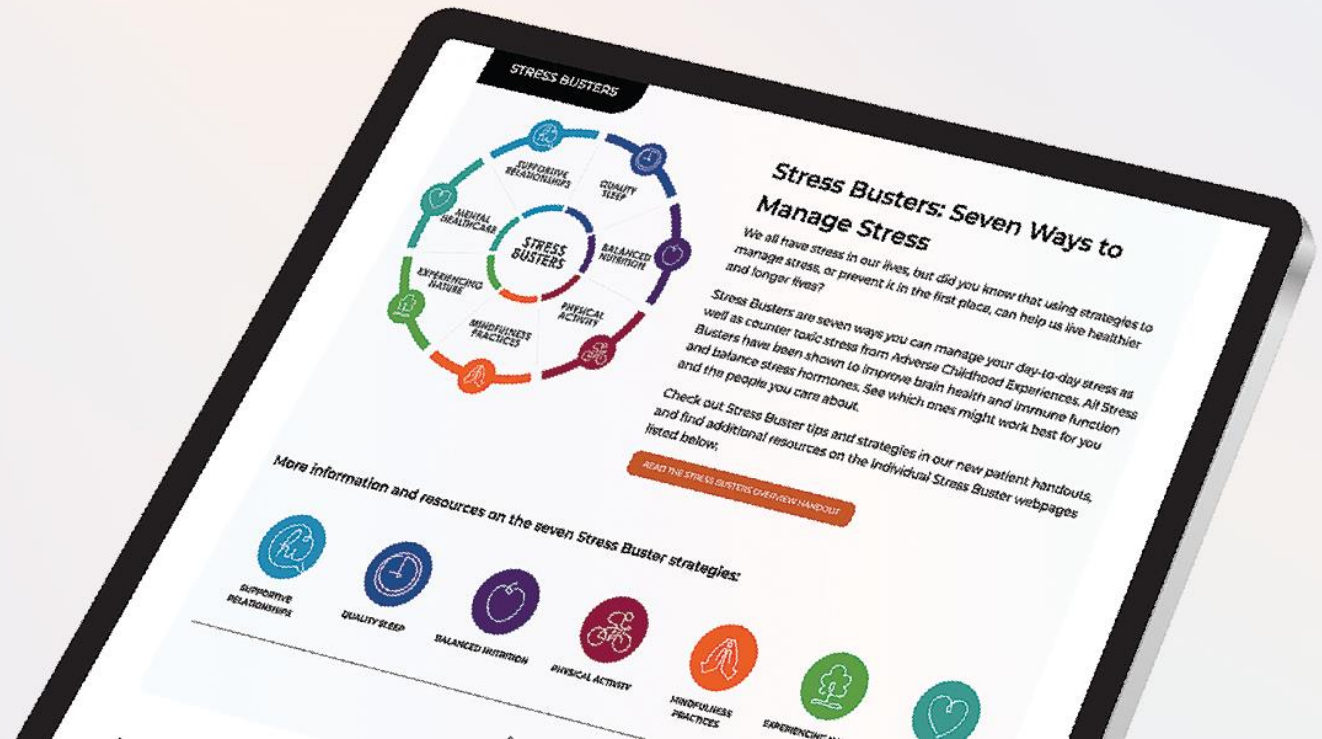 STRESS BUSTERS
SUPPORTIVE
RELATIONSHIPS
QUALITY
SLEEP
MENTAL
HEALTHCARE
BALANCED
NUTRITION
STRESS
BUSTERS
EXPERIENCING
NATURE
PHYSICAL
ACTIVITY
MINDFULNESS
PRACTICES
Stress Busters: Seven Ways to
Manage Stress
We all have stress in our lives, but did you know that using strategies to
manage stress, or prevent it in the first place, can help us live healthier
and longer lives?
Stress Busters are seven ways you can manage your day-to-day stress as
well as counter toxic stress from Adverse Childhood Experiences. All Stress
Busters have been shown to improve brain health and immune function
and balance stress hormones. See which ones might work best for you
and the people you care about.
Check out Stress Buster tips and strategies in our new patient handouts,
and find additional resources on the individual Stress Buster webpages
listed below.
READ THE STRESS BUSTERS OVERVIEW HANDOUT
More information and resources on the seven Stress Buster strategies:
hi
SUPPORTIVE
RELATIONSHIPS
QUALITY SLEEP
BALANCED NUTRITION
PHYSICAL ACTIVITY
MINDFULNESS
PRACTICES
EXPERIENCING